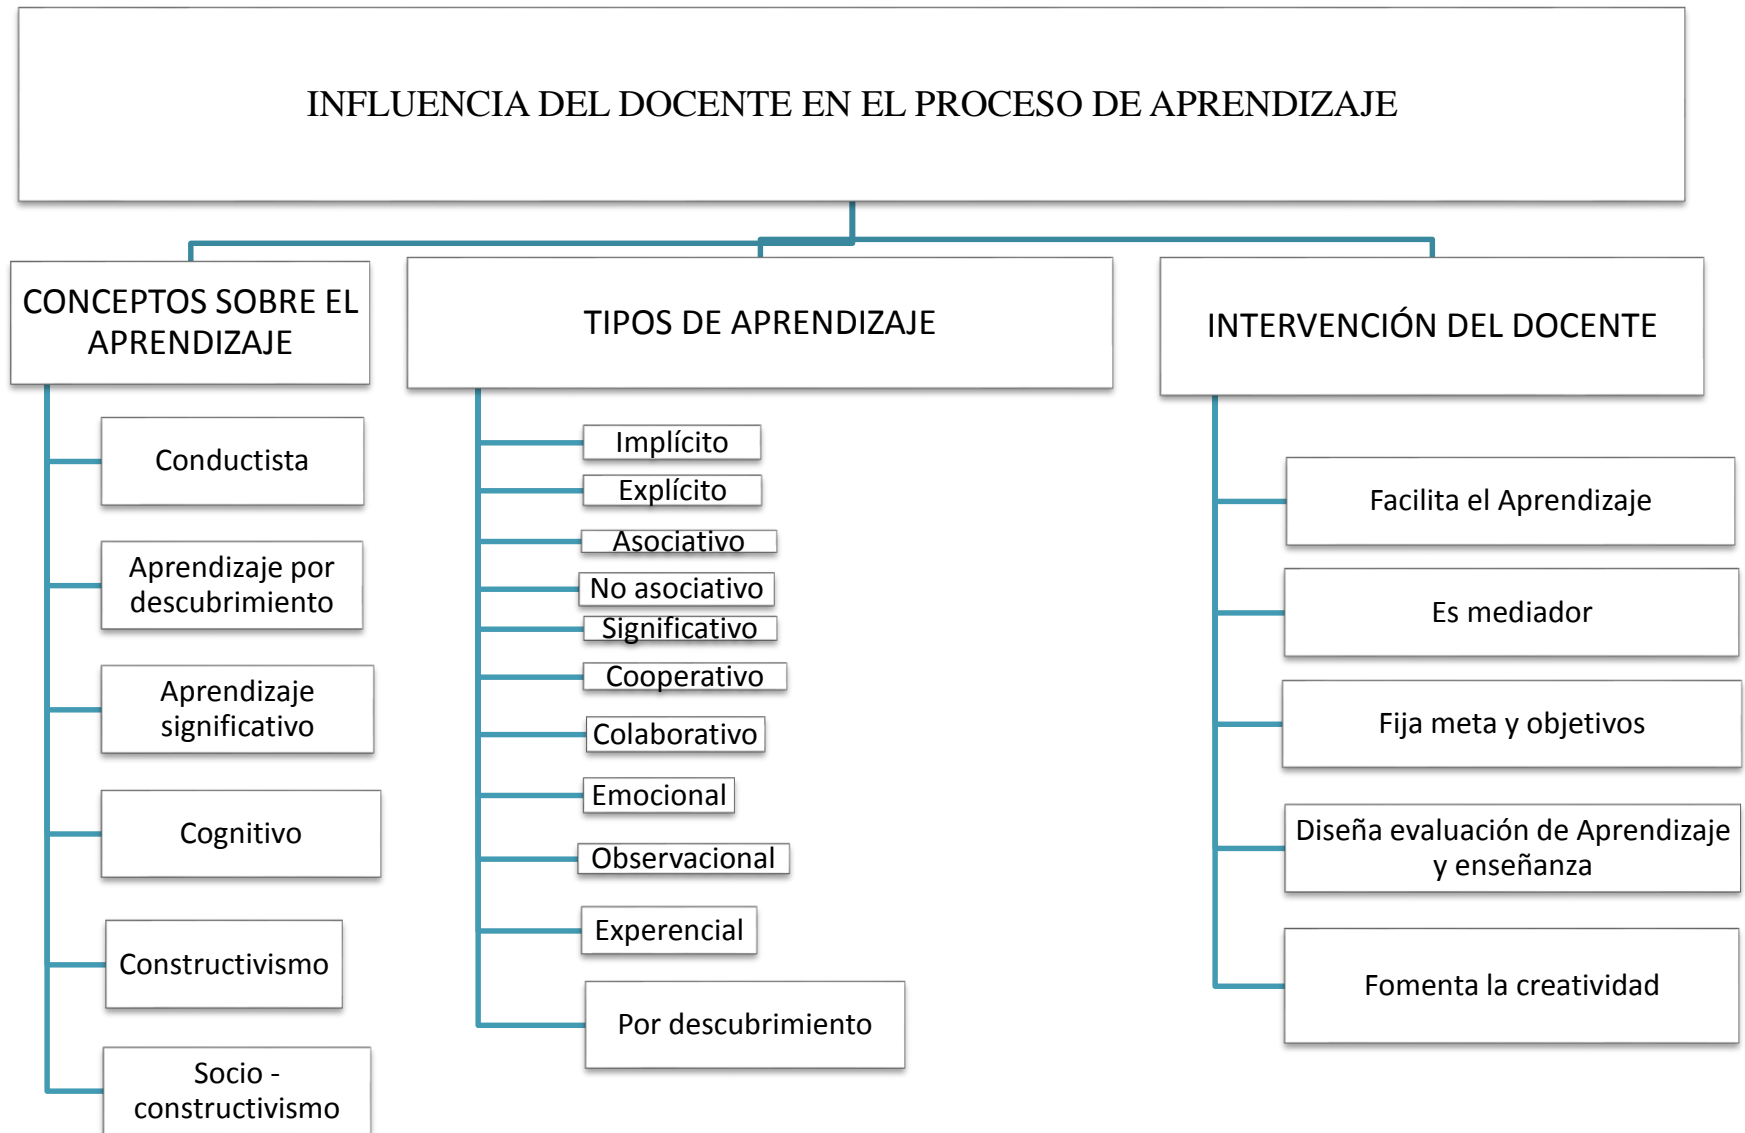 INFLUENCIA DEL DOCENTE EN EL PROCESO DE APRENDIZAJE
CONCEPTOS SOBRE EL
APRENDIZAJE
Conductista
Aprendizaje por
descubrimiento
Aprendizaje
significativo
Cognitivo
Constructivismo
Socio -
constructivismo
TIPOS DE APRENDIZAJE
Implícito
Explícito
Asociativo
No asociativo
Significativo
Cooperativo
Colaborativo
Emocional
Observacional
Experencial
Por descubrimiento
INTERVENCIÓN DEL DOCENTE
Facilita el Aprendizaje
Es mediador
Fija meta y objetivos
Diseña evaluación de Aprendizaje
y enseñanza
Fomenta la creatividad